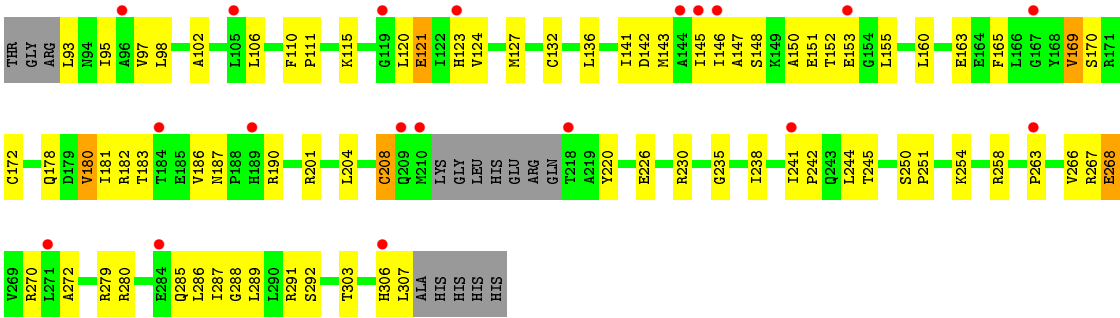 THR GLY ARG L93 N94 I95 A96 V97 L98 A102 L105 L106 F110 P111 K115 G119 L120 E121 I122 H123 V124 M127 C132 L136 I141 D142 M143 A144 I145 I146 A147 S148 K149 A150 E151 T152 E153 G154 L155 L160 E163 E164 F165 L166 G167 Y168 V169 S170 R171
C172 Q178 D179 V180 I181 R182 T183 T184 E185 V186 N187 P188 H189 R190 R201 L204 C208 Q209 M210 LYS GLY LEU HIS GLU ARG GLN T218 A219 Y220 E226 R230 G235 I238 I241 P242 Q243 L244 T245 S250 P251 K254 R258 P263 V266 R267 E268
V269 R270 L271 A272 R279 R280 E284 Q285 L286 I287 G288 L289 L290 R291 S292 T303 H306 L307 ALA HIS HIS HIS HIS